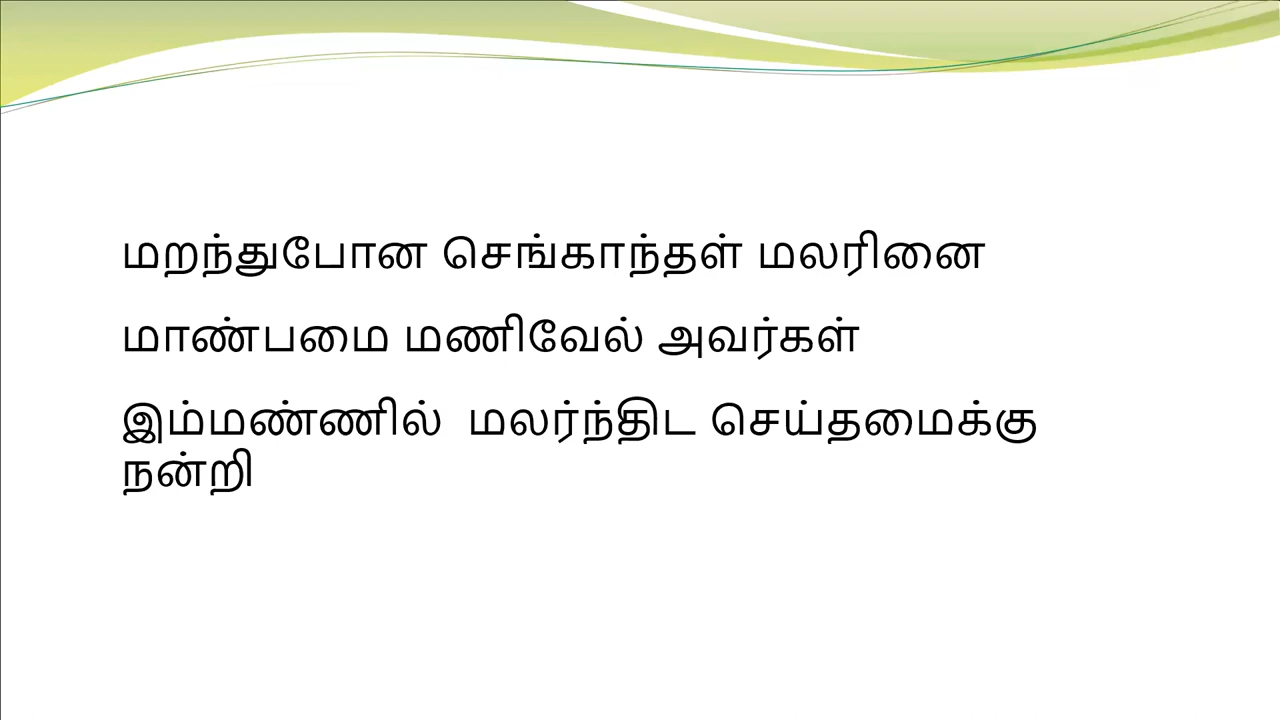 மறந்துபோன செங்காந்தள் மலரினை
மாண்பமை மணிவேல் அவர்கள்
இம்மண்ணில் மலர்ந்திட செய்தமைக்கு
நன்றி